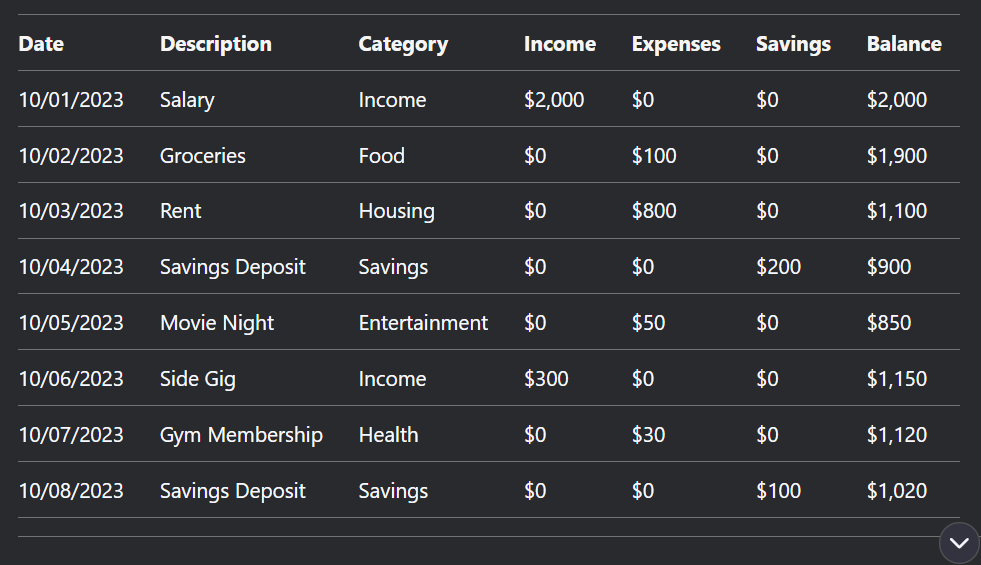 Date Description Category Income Expenses Savings Balance
10/01/2023 Salary Income $2,000 $0 $0 $2,000
10/02/2023 Groceries Food $0 $100 $0 $1,900
10/03/2023 Rent Housing $0 $800 $0 $1,100
10/04/2023 Savings Deposit Savings $0 $0 $200 $900
10/05/2023 Movie Night Entertainment $0 $50 $0 $850
10/06/2023 Side Gig Income $300 $0 $0 $1,150
10/07/2023 Gym Membership Health $0 $30 $0 $1,120
10/08/2023 Savings Deposit Savings $0 $0 $100 $1,020